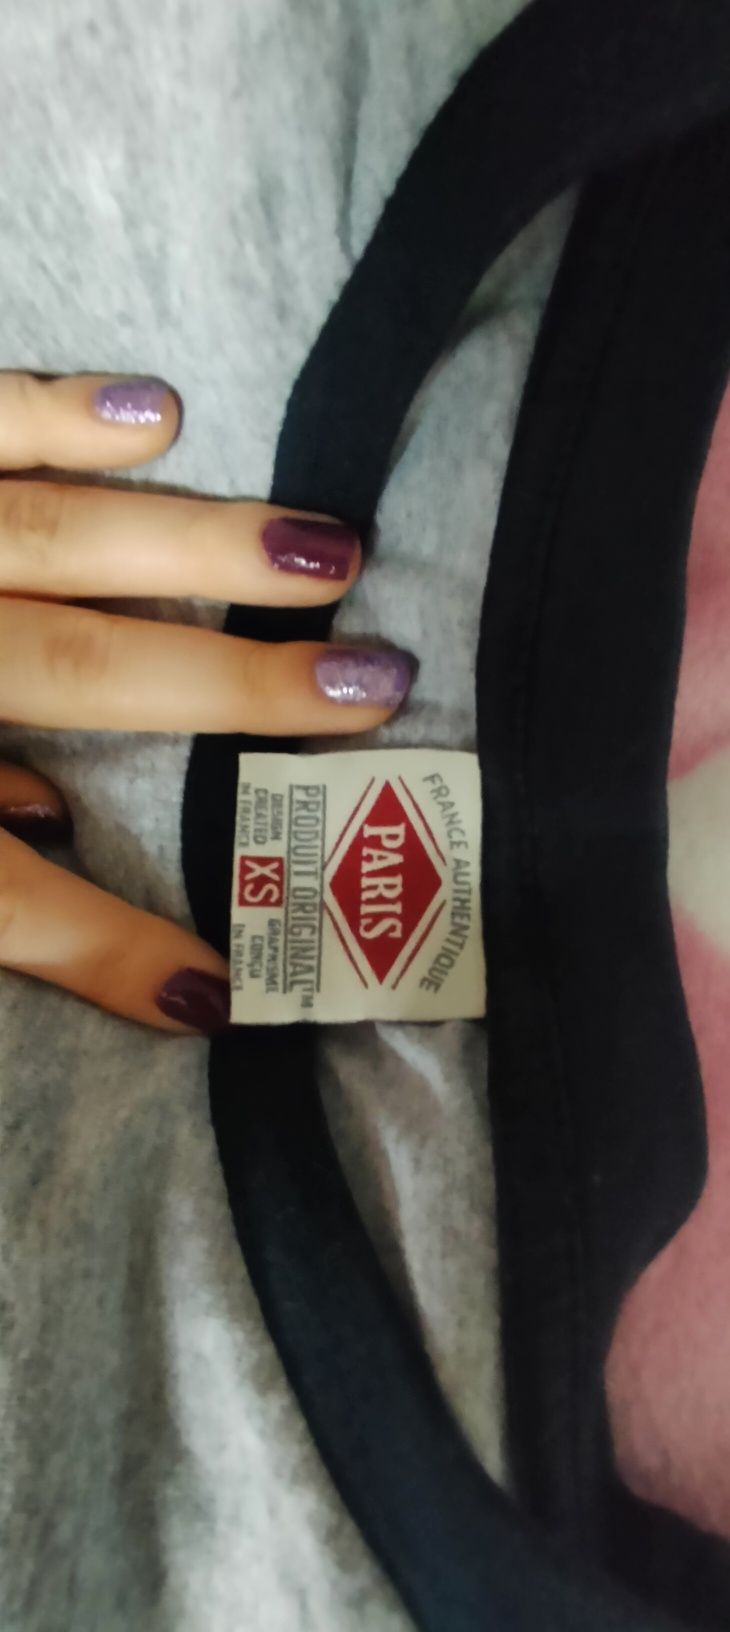 FRANCE AUTHENTIQUE
PARIS
PRODUIT ORIGINAL™
DESIGN
CREATED
IN FRANCE
XS
GRAPHISME
CONÇU
EN FRANCE